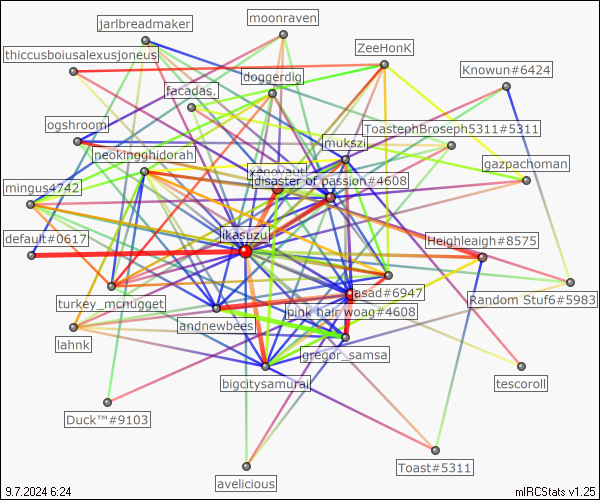 moonraven
jarlbreadmaker
ZeeHonK
thiccusboiusalexusjoneus
Knowun#6424
doggerdig
facadas.
ogshroom
ToastephBroseph5311#5311
mukszi
neokingghidorah
gazpachoman
xenonaut
disaster of passion#4608
mingus4742
ikasuzu
default#0617
Heighleaigh#8575
asad#6947
Random Stuf6#5983
turkey_mcnugget
pink hair woag#4608
andnewbees
lahnk
gregor_samsa
bigcitysamurai
tescoroll
Duck™#9103
Toast#5311
avelicious
9.7.2024 6:24
mIRCStats v1.25